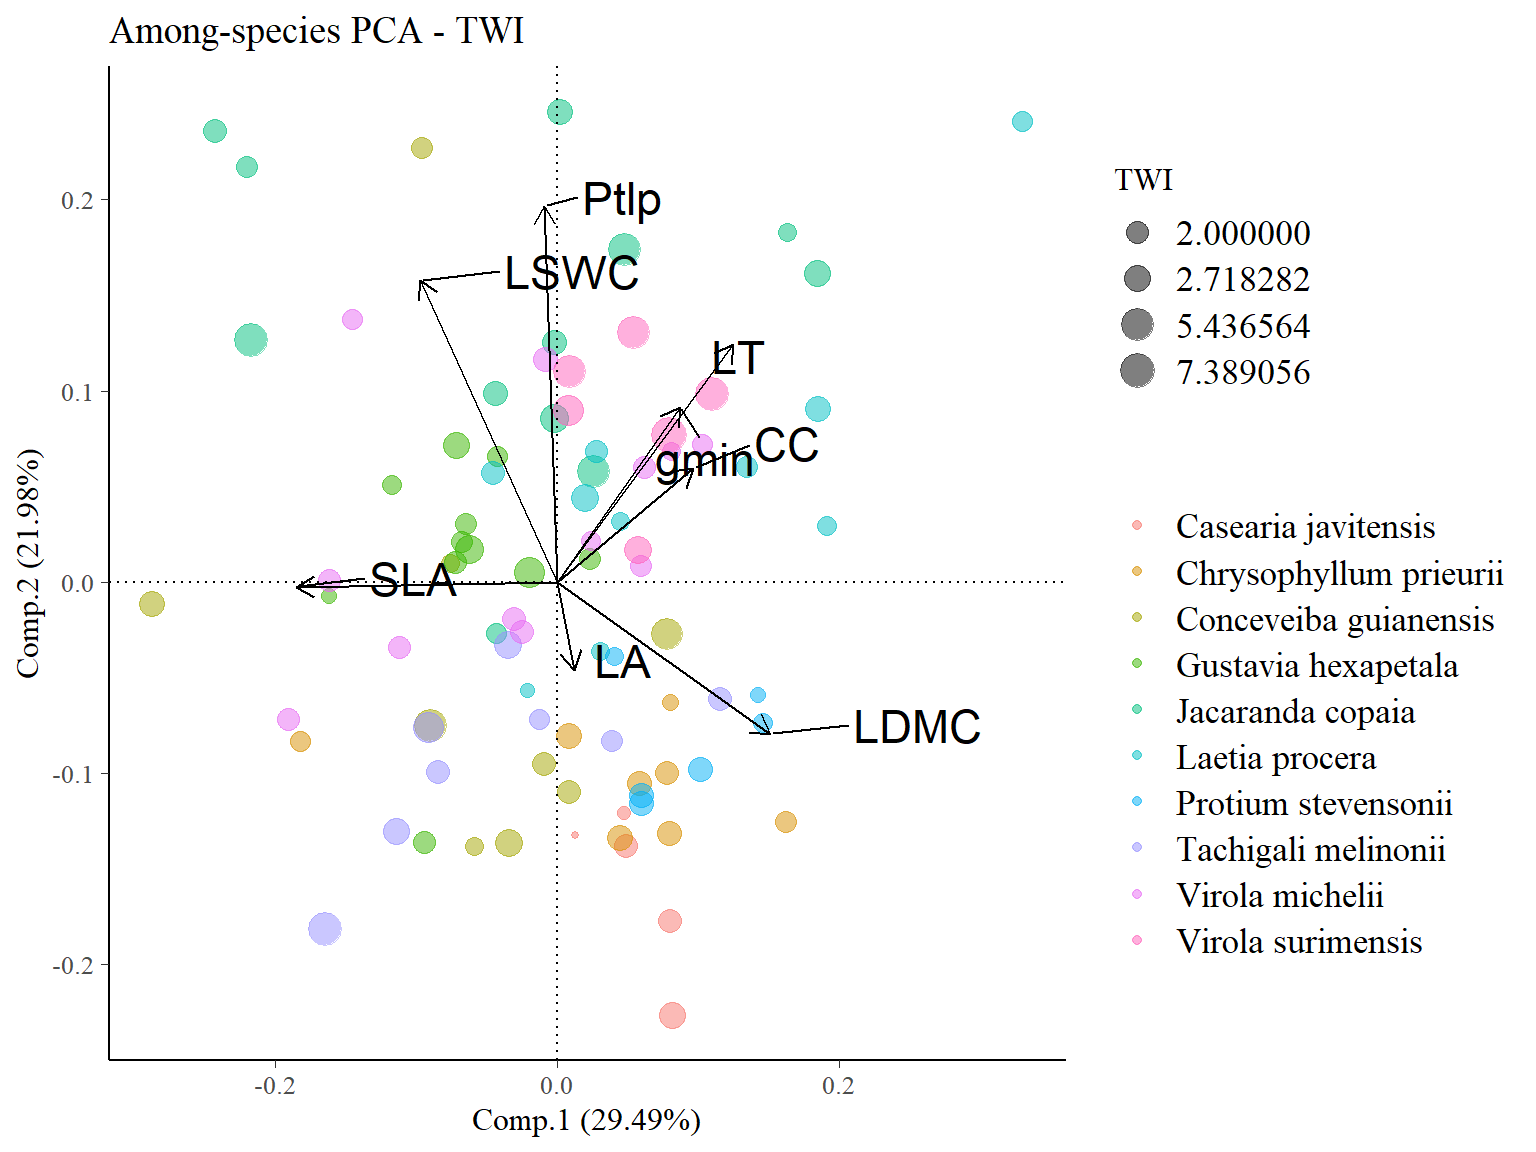 Among-species PCA - TWI
Comp.2 (21.98%)
0.2
0.1
0.0
-0.1
-0.2
Ptlp
LSWC
LT
CC
gmin
SLA
LA
LDMC
-0.2
0.0
0.2
Comp.1 (29.49%)
TWI
2.000000
2.718282
5.436564
7.389056
Casearia javitensis
Chrysophyllum prieurii
Conceveiba guianensis
Gustavia hexapetala
Jacaranda copaia
Laetia procera
Protium stevensonii
Tachigali melinonii
Virola michelii
Virola surimensis